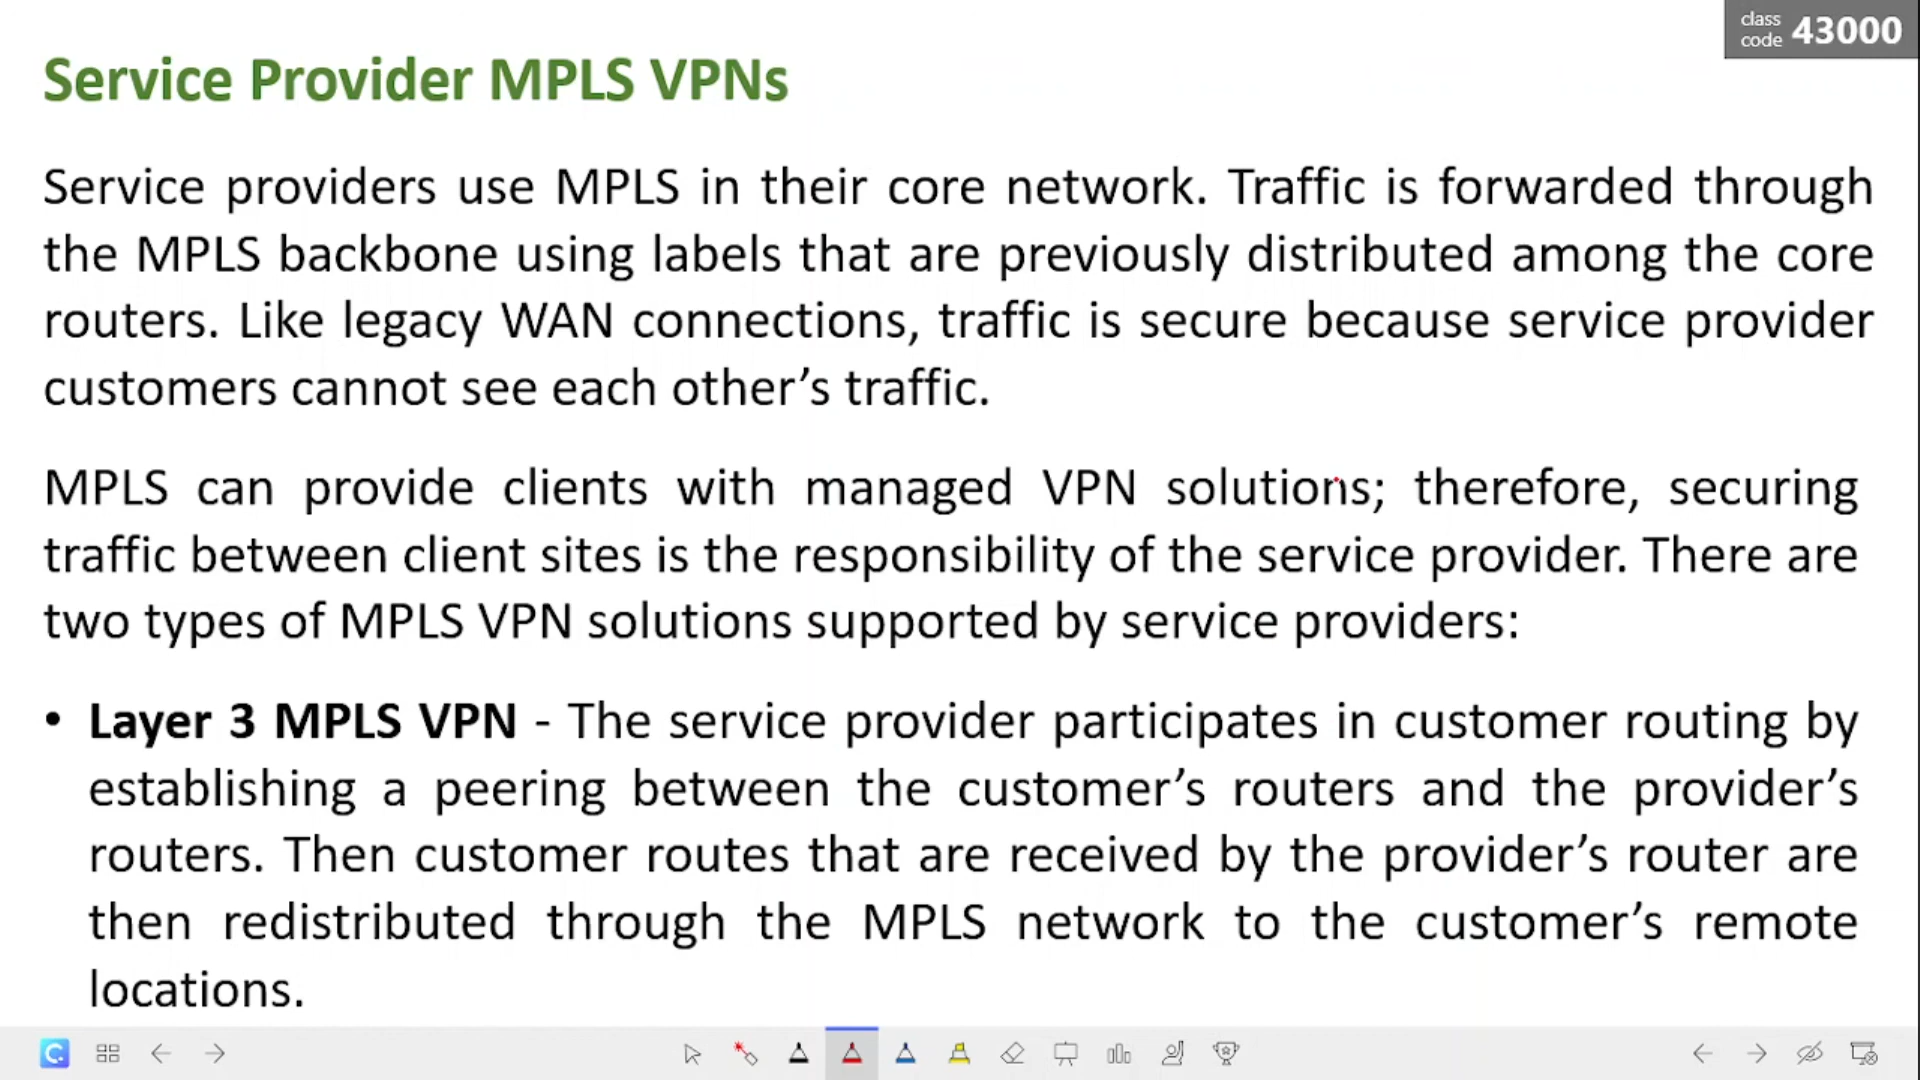 class code 43000
Service Provider MPLS VPNs
Service providers use MPLS in their core network. Traffic is forwarded through
the MPLS backbone using labels that are previously distributed among the core
routers. Like legacy WAN connections, traffic is secure because service provider
customers cannot see each other’s traffic.
MPLS can provide clients with managed VPN solutions; therefore, securing
traffic between client sites is the responsibility of the service provider. There are
two types of MPLS VPN solutions supported by service providers:
• Layer 3 MPLS VPN - The service provider participates in customer routing by
establishing a peering between the customer’s routers and the provider’s
routers. Then customer routes that are received by the provider’s router are
then redistributed through the MPLS network to the customer’s remote
locations.